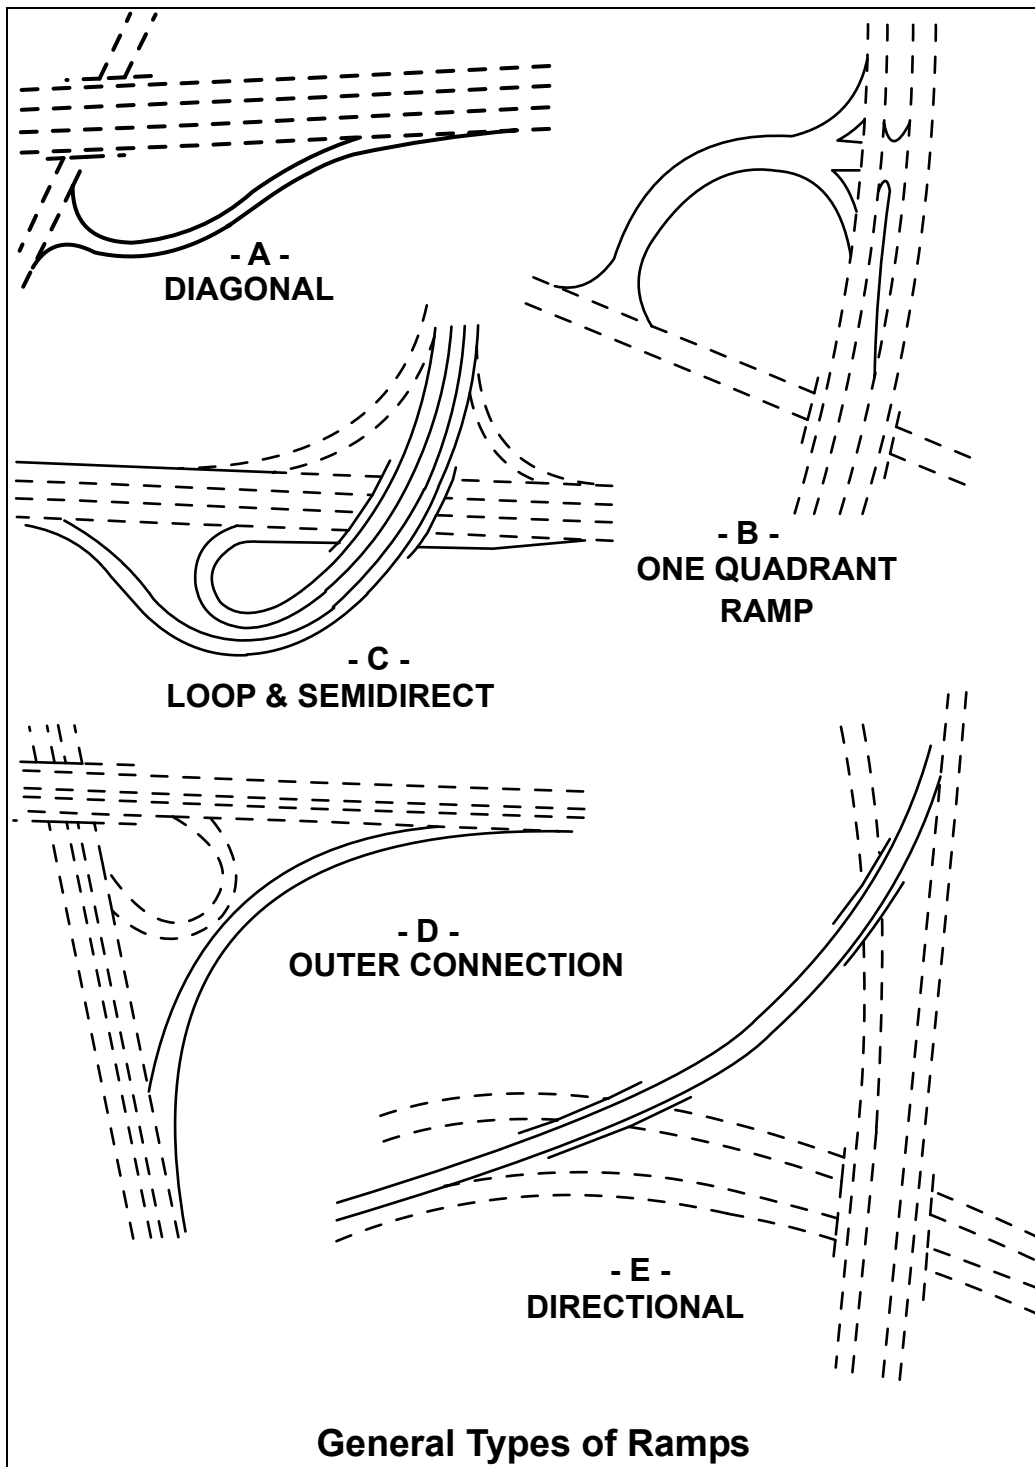 - A -
DIAGONAL
- B -
ONE QUADRANT
RAMP
- C -
LOOP & SEMIDIRECT
- D -
OUTER CONNECTION
- E -
DIRECTIONAL
General Types of Ramps